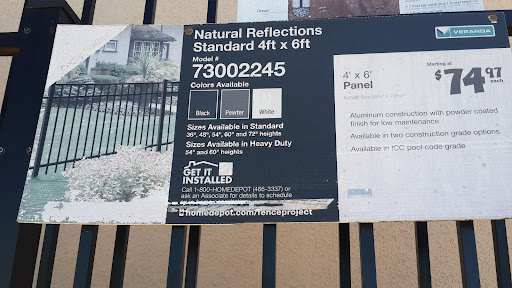 Natural Reflections
Standard 4ft x 6ft
Model #
73002245
Colors Available
Black
Pewter
White
Sizes Available in Standard
36", 48", 54", 60" and 72" heights
Sizes Available in Heavy Duty
54" and 60" heights
GET IT
INSTALLED
Call 1-800-HOMEDEPOT (466-3337) or
ask an Associate for details to schedule
homedepot.com/fenceproject
VERANDA
Starting at
$74.97
each
4' x 6'
Panel
Aluminum construction with powder coated
finish for low maintenance
Available in two construction grade options
Available in ICC pool code grade